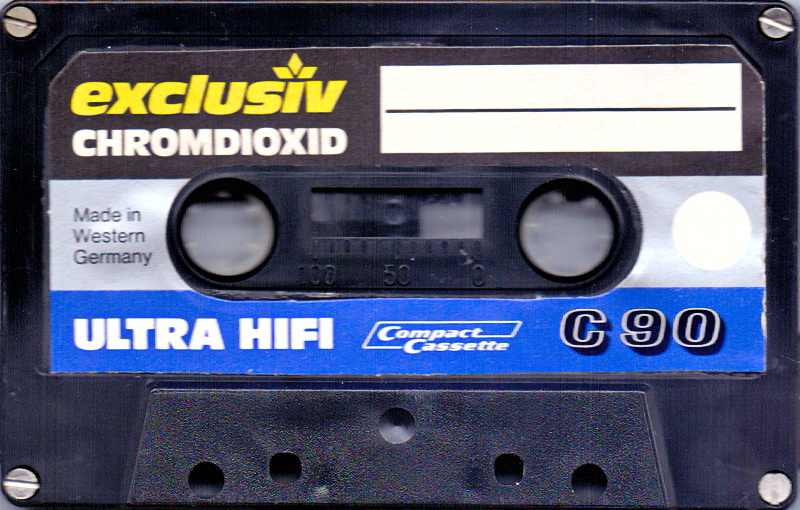 exclusiv
CHROMDIOXID
Made in
Western
Germany
100 50 0
ULTRA HIFI
Compact
Cassette
C 90